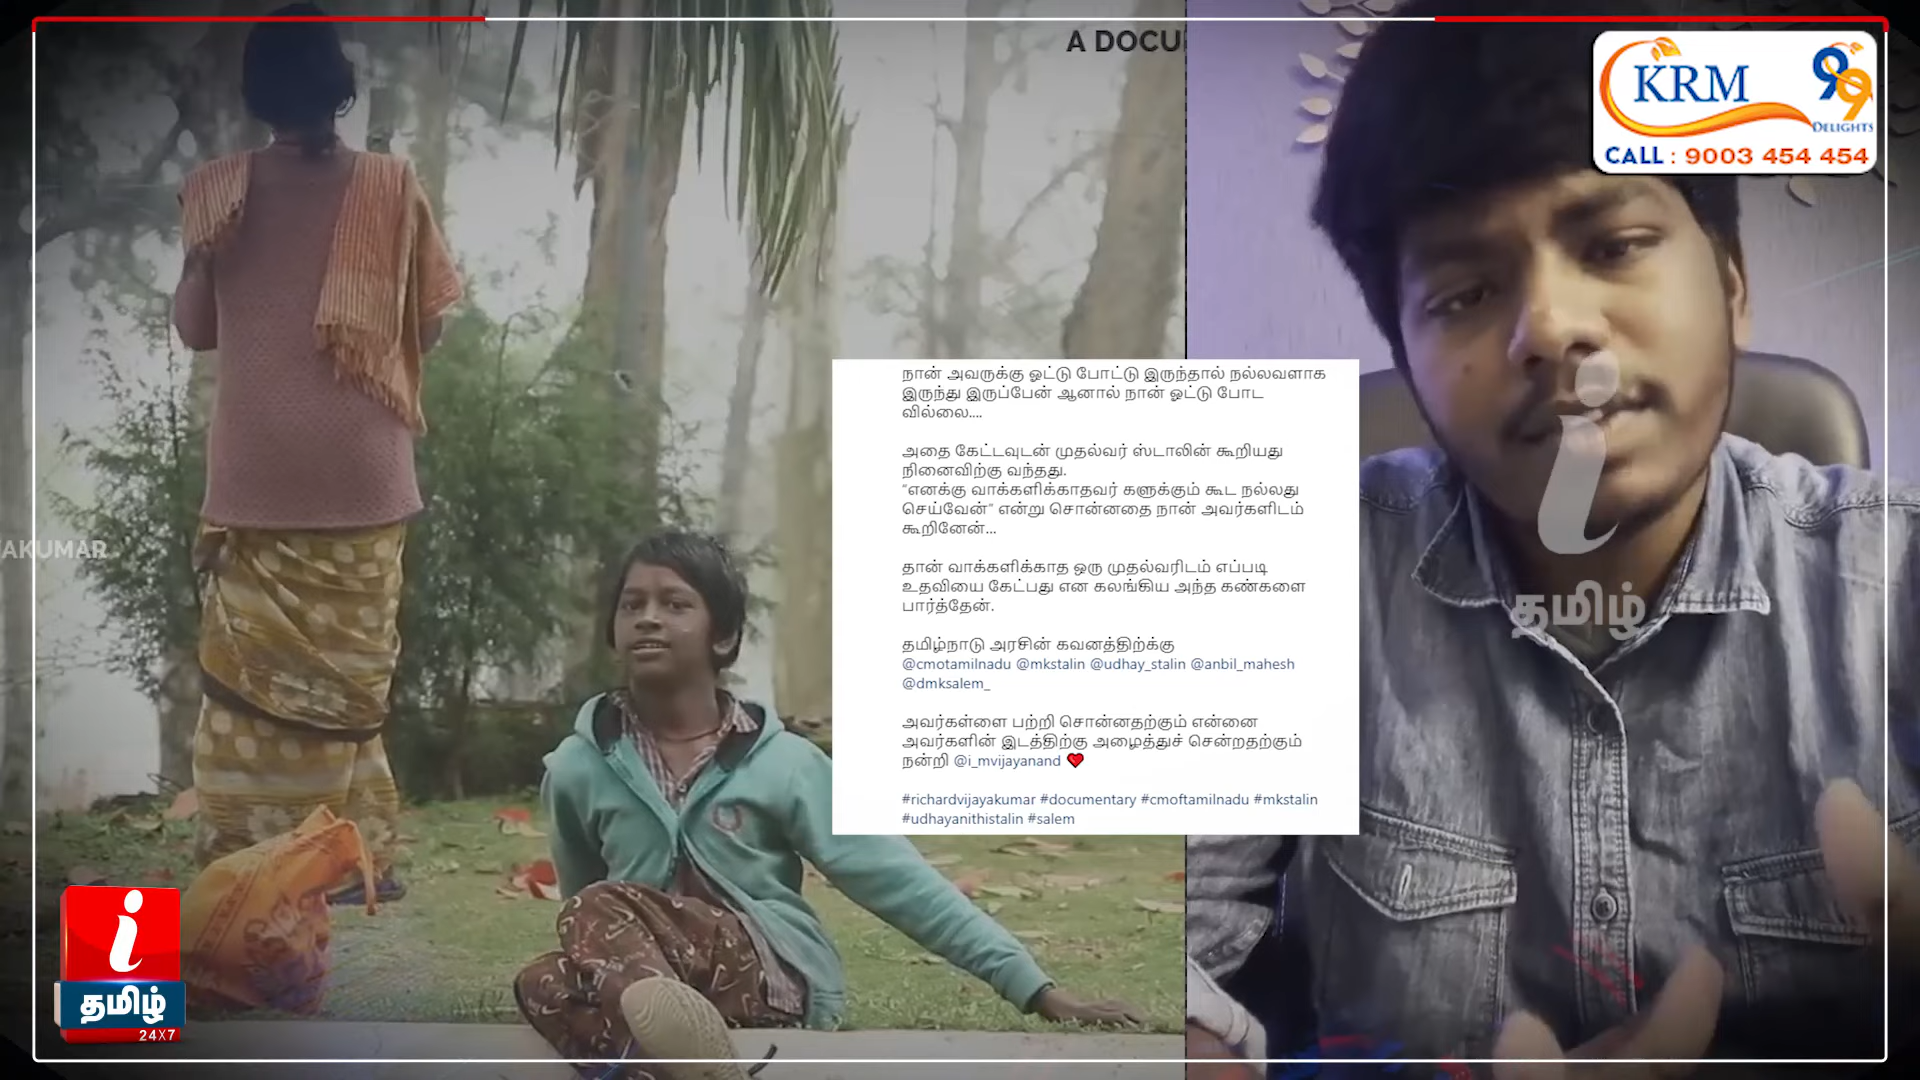 A DOCU
KRM
99
DELIGHTS
CALL : 9003 454 454
நான் அவருக்கு ஓட்டு போட்டு இருந்தால் நல்லவளாக
இருந்து இருப்பேன் ஆனால் நான் ஓட்டு போட
வில்லை....
அதை கேட்டவுடன் முதல்வர் ஸ்டாலின் கூறியது
நினைவிற்கு வந்தது.
“எனக்கு வாக்களிக்காதவர் களுக்கும் கூட நல்லது
செய்வேன்” என்று சொன்னதை நான் அவர்களிடம்
கூறினேன்...
தான் வாக்களிக்காத ஒரு முதல்வரிடம் எப்படி
உதவியை கேட்பது என கலங்கிய அந்த கண்களை
பார்த்தேன்.
தமிழ்நாடு அரசின் கவனத்திற்க்கு
@cmotamilnadu @mkstalin @udhay_stalin @anbil_mahesh
@dmksalem_
அவர்கள்ளை பற்றி சொன்னதற்கும் என்னை
அவர்களின் இடத்திற்கு அழைத்துச் சென்றதற்கும்
நன்றி @i_mvijayanand ❤️
#richardvijayakumar #documentary #cmoftamilnadu #mkstalin
#udhayanithistalin #salem
AKUMAR
i
தமிழ்
i
தமிழ்
24X7